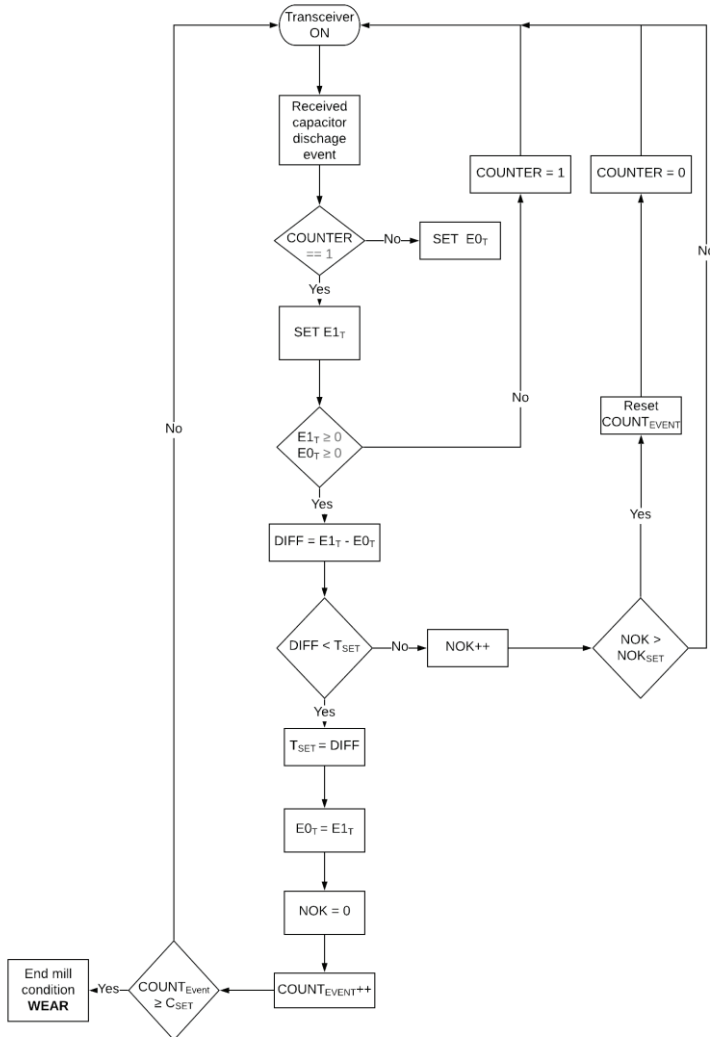 Transceiver
ON
Received
capacitor
dischage
event
COUNTER = 1
COUNTER = 0
COUNTER
== 1
No
SET E0T
Yes
SET E1T
No
No
No
Reset
COUNTEVENT
E1T ≥ 0
E0T ≥ 0
Yes
Yes
DIFF = E1T - E0T
DIFF < TSET
No
NOK++
NOK >
NOKSET
Yes
TSET = DIFF
E0T = E1T
NOK = 0
End mill
condition
WEAR
Yes
COUNTEvent
≥ CSET
COUNTEVENT++